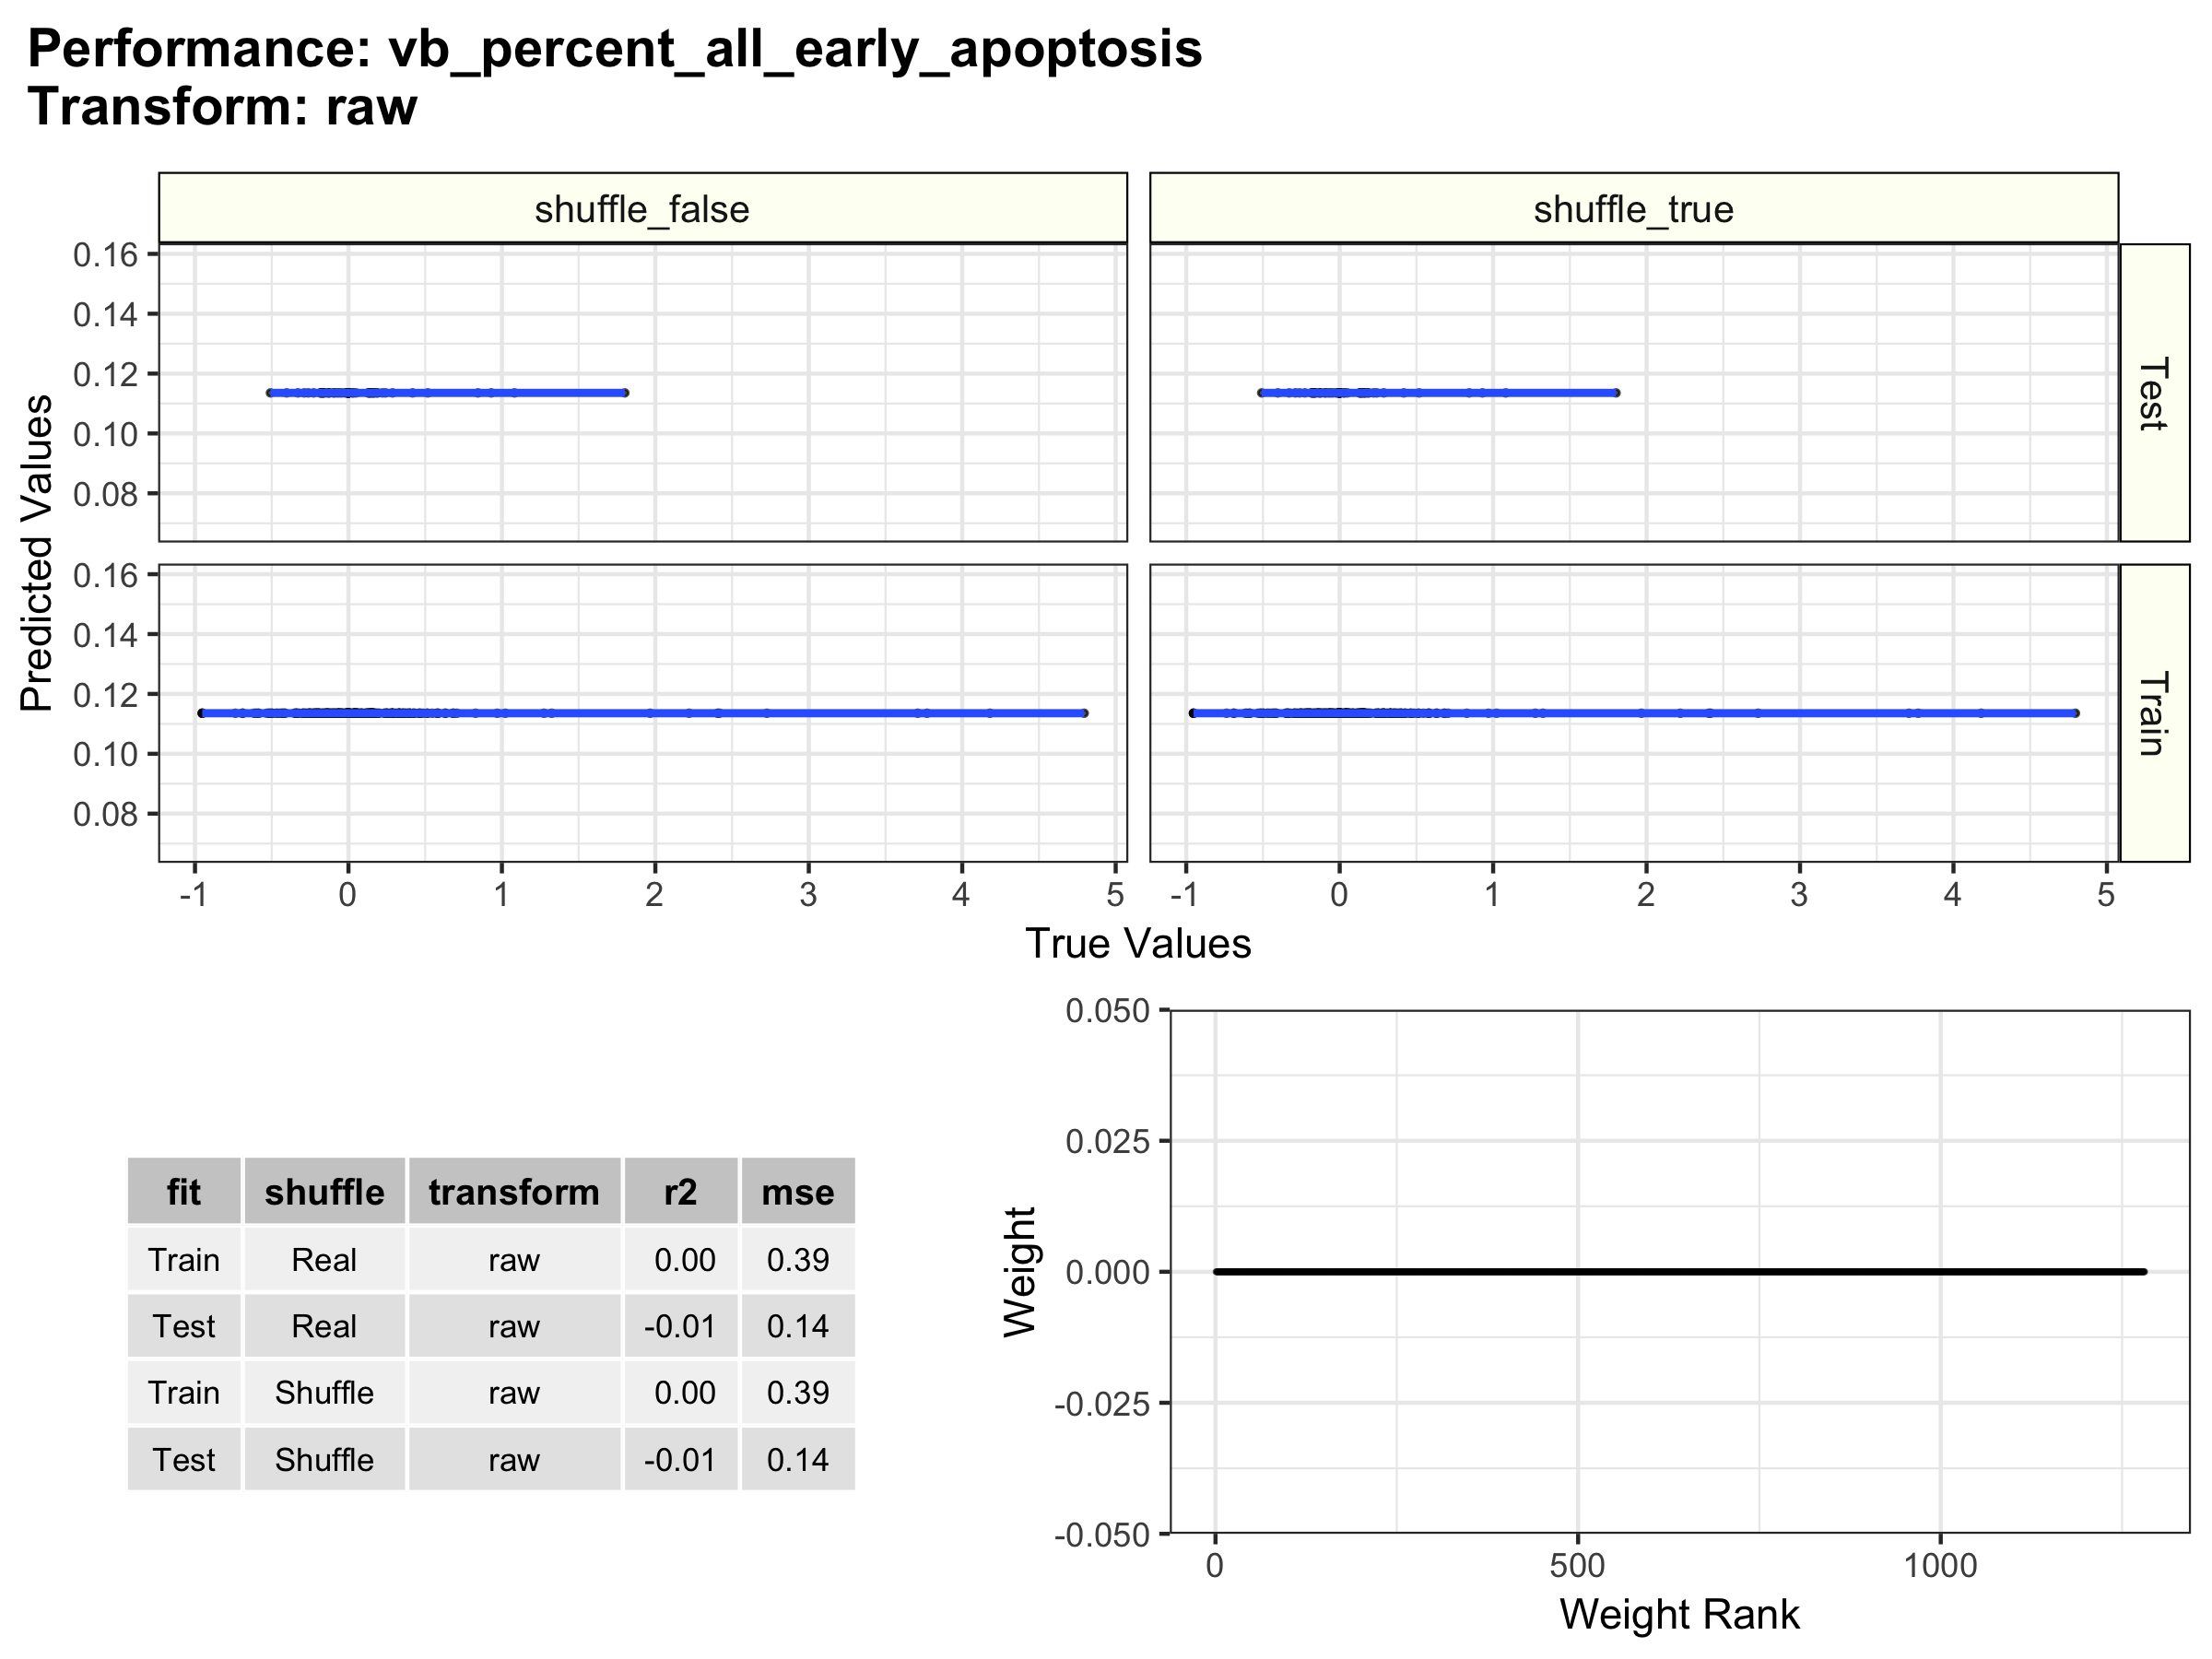 Performance: vb_percent_all_early_apoptosis
Transform: raw
shuffle_false
shuffle_true
0.16
0.14
0.12
0.10
0.08
Test
Predicted Values
0.16
0.14
0.12
0.10
0.08
Train
-1 0 1 2 3 4 5
-1 0 1 2 3 4 5
True Values
fit shuffle transform r2 mse
Train Real raw 0.00 0.39
Test Real raw -0.01 0.14
Train Shuffle raw 0.00 0.39
Test Shuffle raw -0.01 0.14
0.050
0.025
0.000
-0.025
-0.050
Weight
0 500 1000
Weight Rank